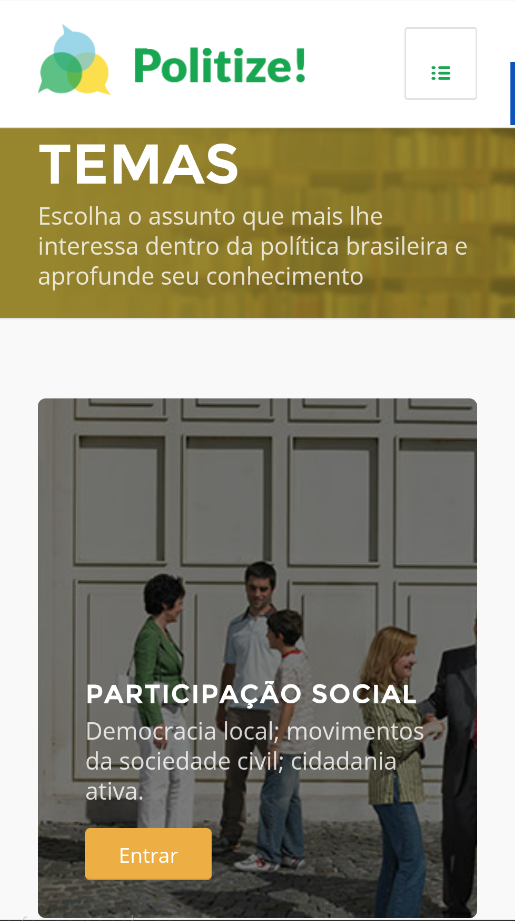 Politize!
TEMAS
Escolha o assunto que mais lhe
interessa dentro da política brasileira e
aprofunde seu conhecimento
PARTICIPAÇÃO SOCIAL
Democracia local; movimentos
da sociedade civil; cidadania
ativa.
Entrar